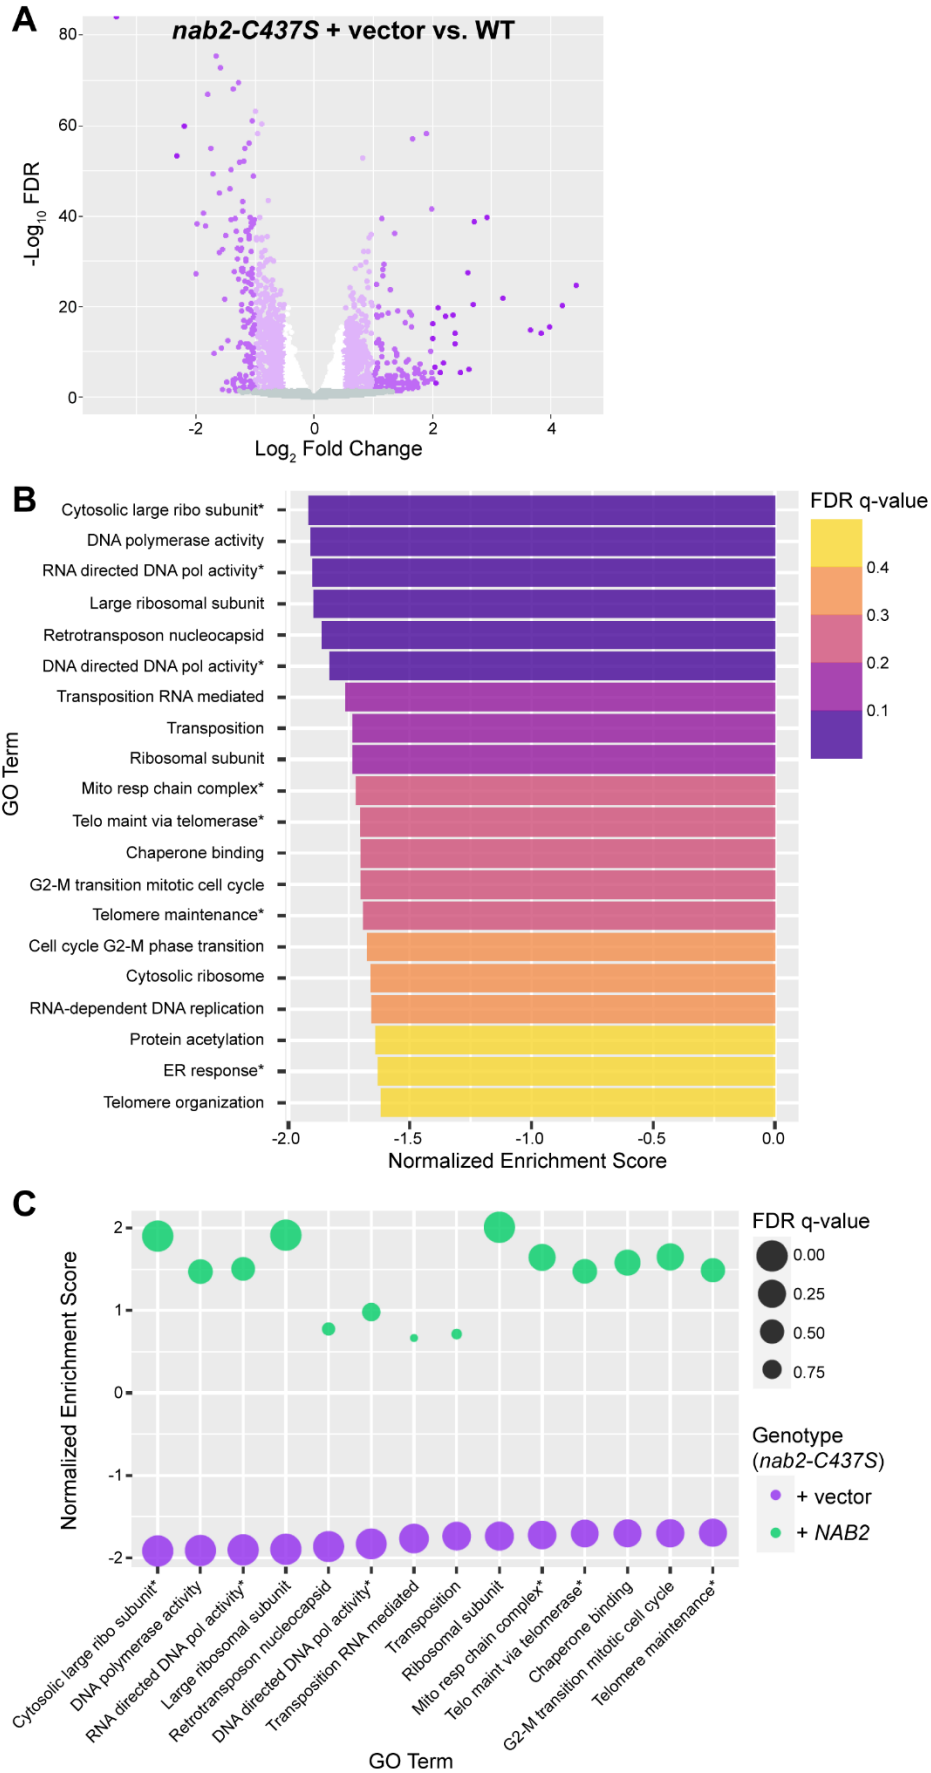 A
nab2-C437S + vector vs. WT
80
60
40
20
0
-Log10 FDR
-2
0
2
4
Log2 Fold Change
B
GO Term
Cytosolic large ribo subunit*
DNA polymerase activity
RNA directed DNA pol activity*
Large ribosomal subunit
Retrotransposon nucleocapsid
DNA directed DNA pol activity*
Transposition RNA mediated
Transposition
Ribosomal subunit
Mito resp chain complex*
Telo maint via telomerase*
Chaperone binding
G2-M transition mitotic cell cycle
Telomere maintenance*
Cell cycle G2-M phase transition
Cytosolic ribosome
RNA-dependent DNA replication
Protein acetylation
ER response*
Telomere organization
-2.0
-1.5
-1.0
-0.5
0.0
Normalized Enrichment Score
FDR q-value
0.4
0.3
0.2
0.1
C
Normalized Enrichment Score
2
1
0
-1
-2
Cytosolic large ribo subunit*
DNA polymerase activity
RNA directed DNA pol activity*
Large ribosomal subunit
Retrotransposon nucleocapsid
DNA directed DNA pol activity*
Transposition RNA mediated
Transposition
Ribosomal subunit
Mito resp chain complex*
Telo maint via telomerase*
Chaperone binding
G2-M transition mitotic cell cycle
Telomere maintenance*
GO Term
FDR q-value
0.00
0.25
0.50
0.75
Genotype
(nab2-C437S)
+ vector
+ NAB2